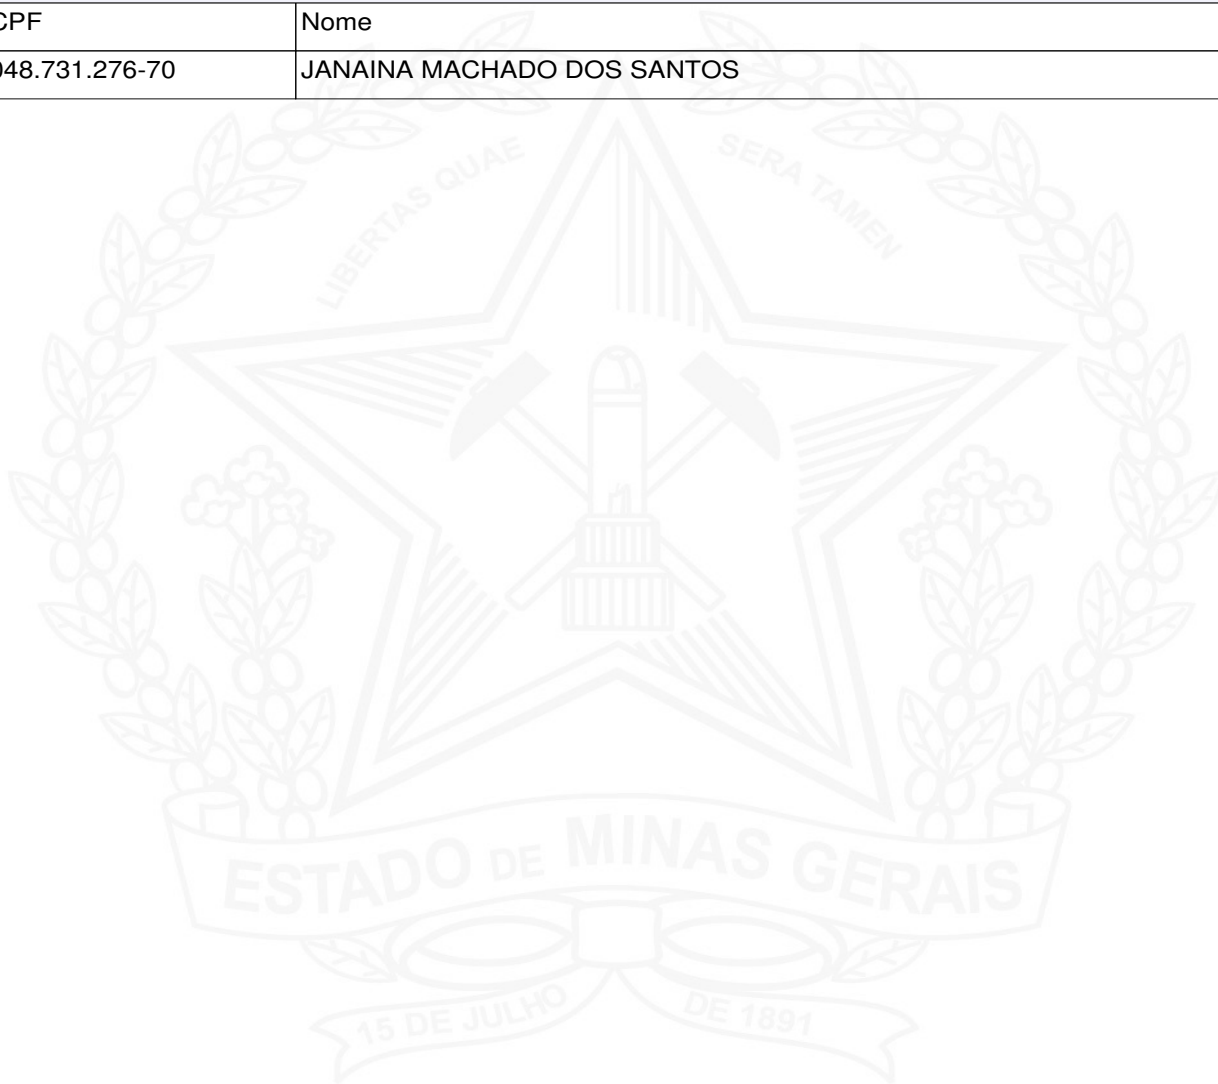 CPF Nome
048.731.276-70 JANAINA MACHADO DOS SANTOS
LIBERTAS QUAE SERA TAMEN
ESTADO DE MINAS GERAIS
15 DE JULHO DE 1891